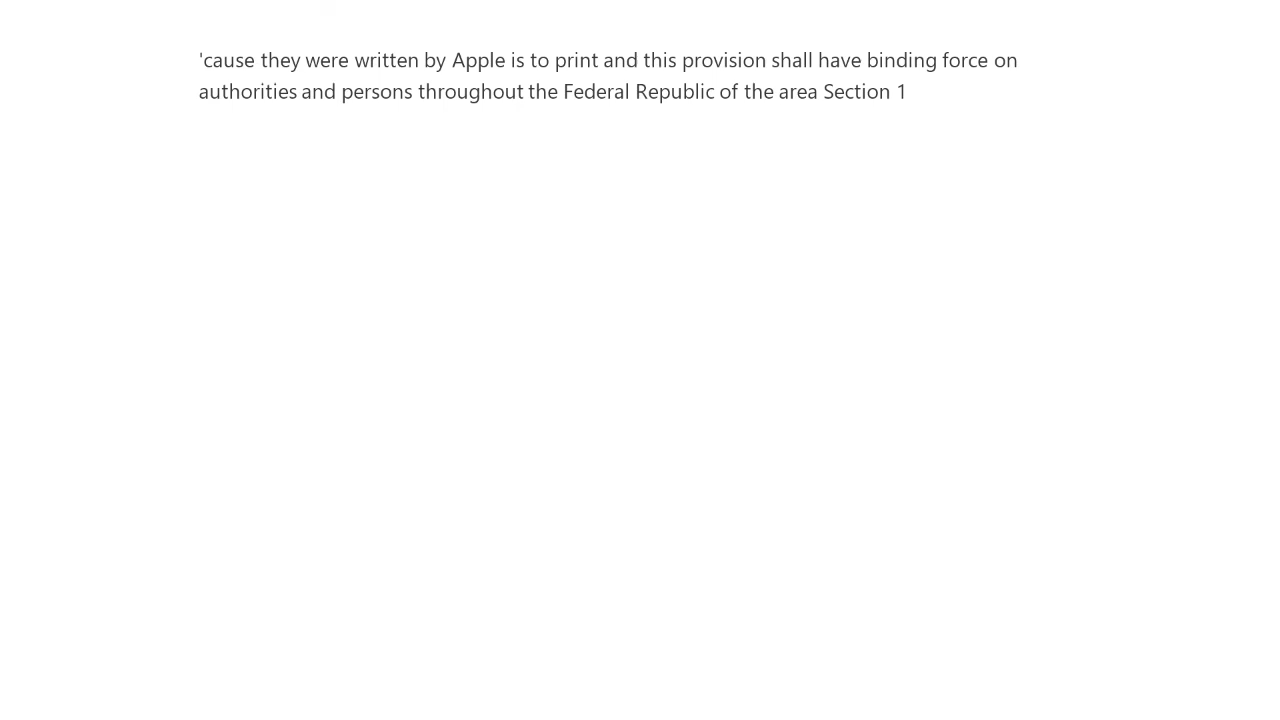 'cause they were written by Apple is to print and this provision shall have binding force on
authorities and persons throughout the Federal Republic of the area Section 1